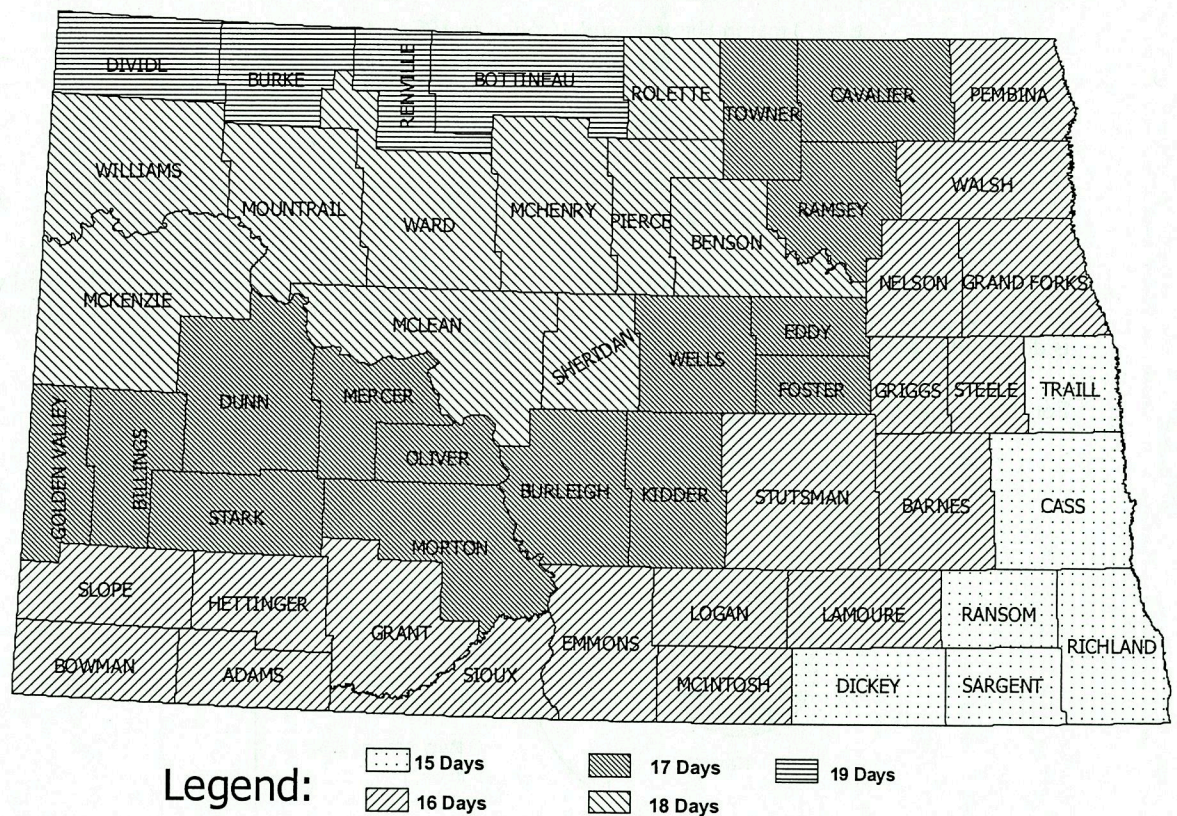 DIVIDL
BURKE
RENVILLE
BOTTINEAU
ROLETTE
TOWNER
CAVALIER
PEMBINA
WILLIAMS
MOUNTRAIL
WARD
MCHENRY
PIERCE
BENSON
RAMSEY
WALSH
MCKENZIE
NELSON
GRAND FORKS
MCLEAN
SHERIDAN
WELLS
EDDY
FOSTER
GRIGGS
STEELE
TRAILL
GOLDEN VALLEY
BILLINGS
DUNN
MERCER
OLIVER
STARK
MORTON
BURLEIGH
KIDDER
STUTSMAN
BARNES
CASS
SLOPE
HETTINGER
GRANT
BOWMAN
ADAMS
SIOUX
EMMONS
LOGAN
LAMOURE
RANSOM
RICHLAND
MCINTOSH
DICKEY
SARGENT
Legend:
15 Days
17 Days
19 Days
16 Days
18 Days